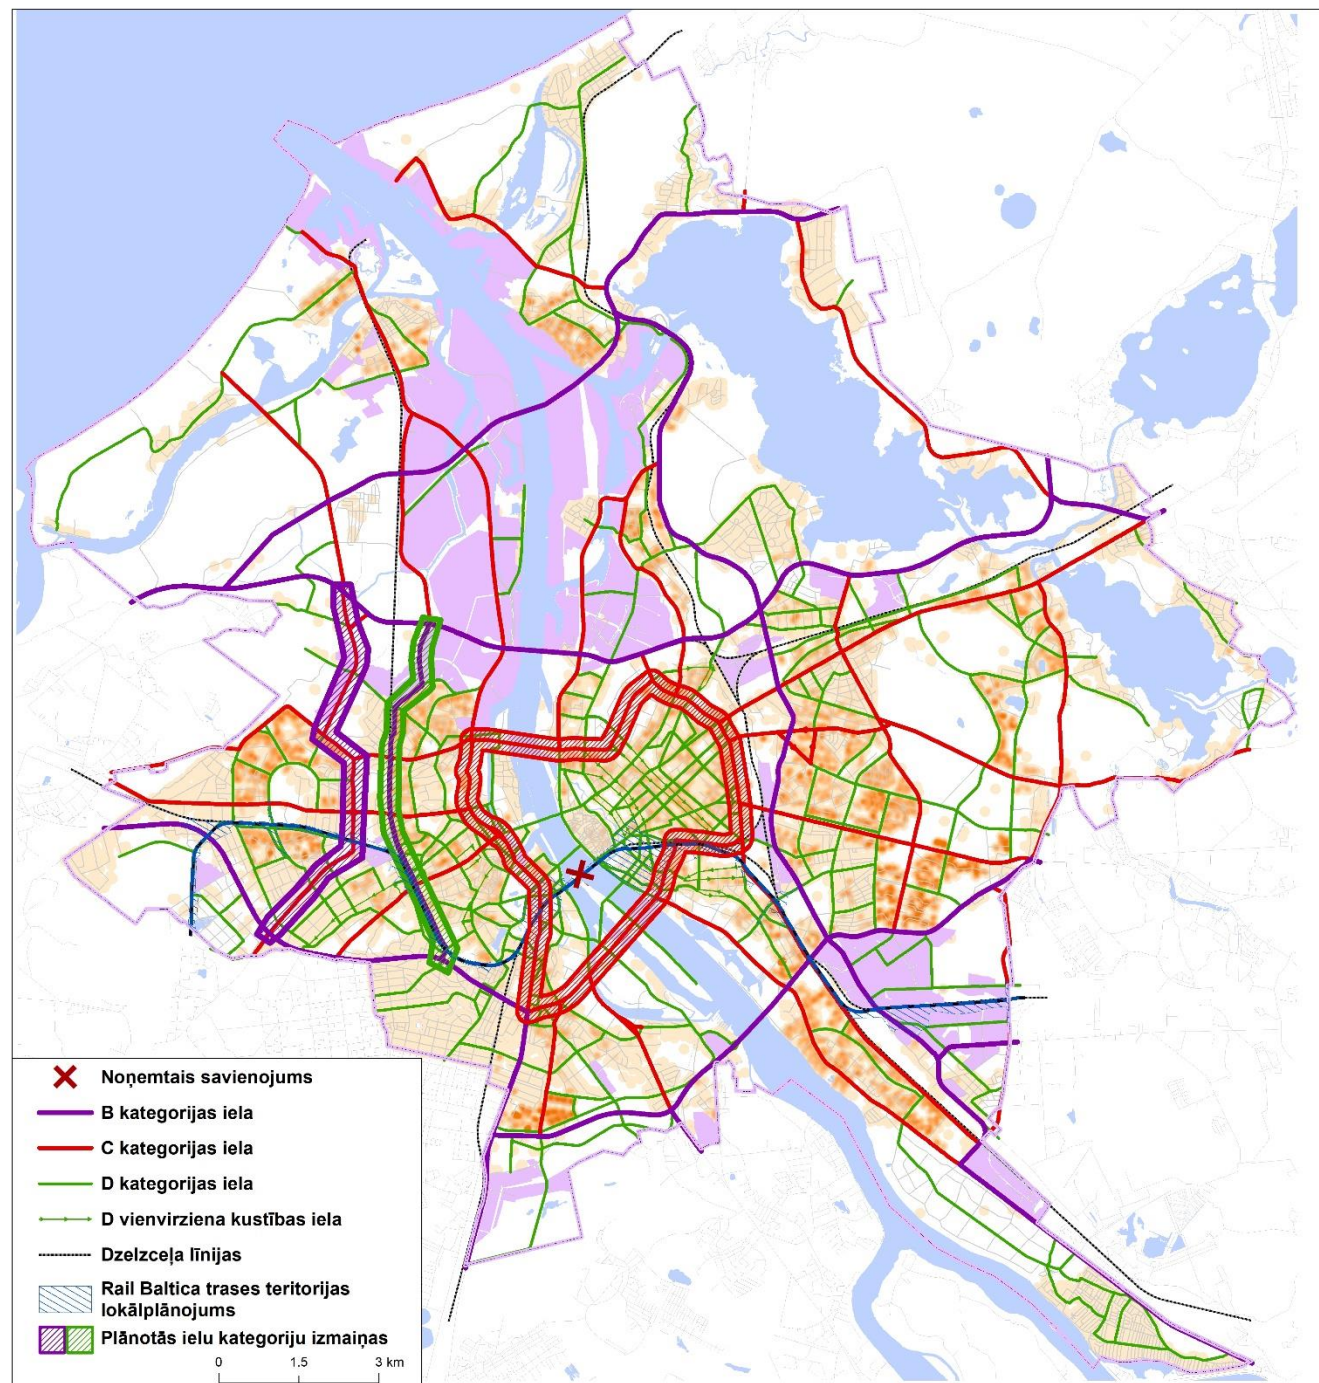 Noņemtais savienojums
B kategorijas iela
C kategorijas iela
D kategorijas iela
D vienvirziena kustības iela
Dzelzceļa līnijas
Rail Baltica trases teritorijas
lokālplānojums
Plānotās ielu kategoriju izmaiņas
0 1.5 3 km